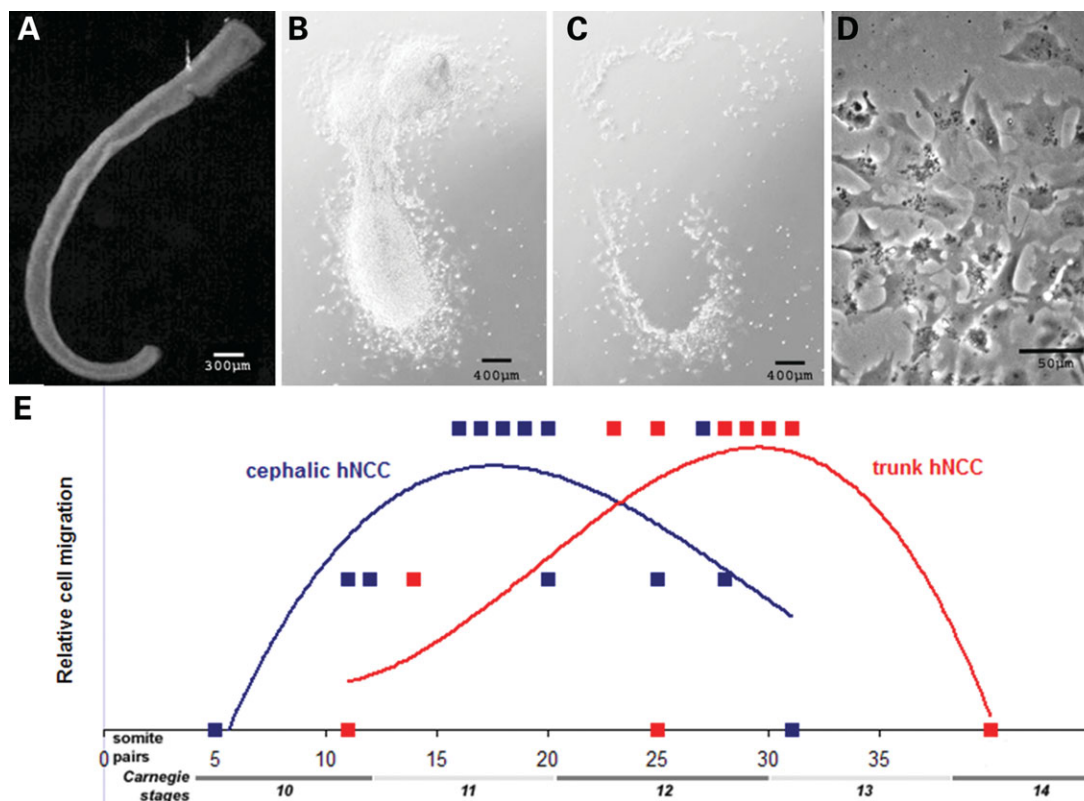 A
B
C
D
300µm
400µm
400µm
50µm
E
cephalic hNCC
trunk hNCC
Relative cell migration
somite
pairs
0 5 10 15 20 25 30 35
Carnegie
stages
10 11 12 13 14